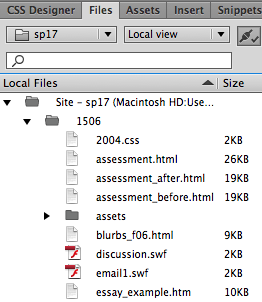 CSS Designer Files Assets Insert Snippets
sp17 Local view
Local Files Size
Site - sp17 (Macintosh HD:Use...
1506
2004.css 2KB
assessment.html 26KB
assessment_after.html 19KB
assessment_before.html 19KB
assets
blurbs_f06.html 9KB
discussion.swf 2KB
email1.swf 2KB
essay_example.htm 10KB